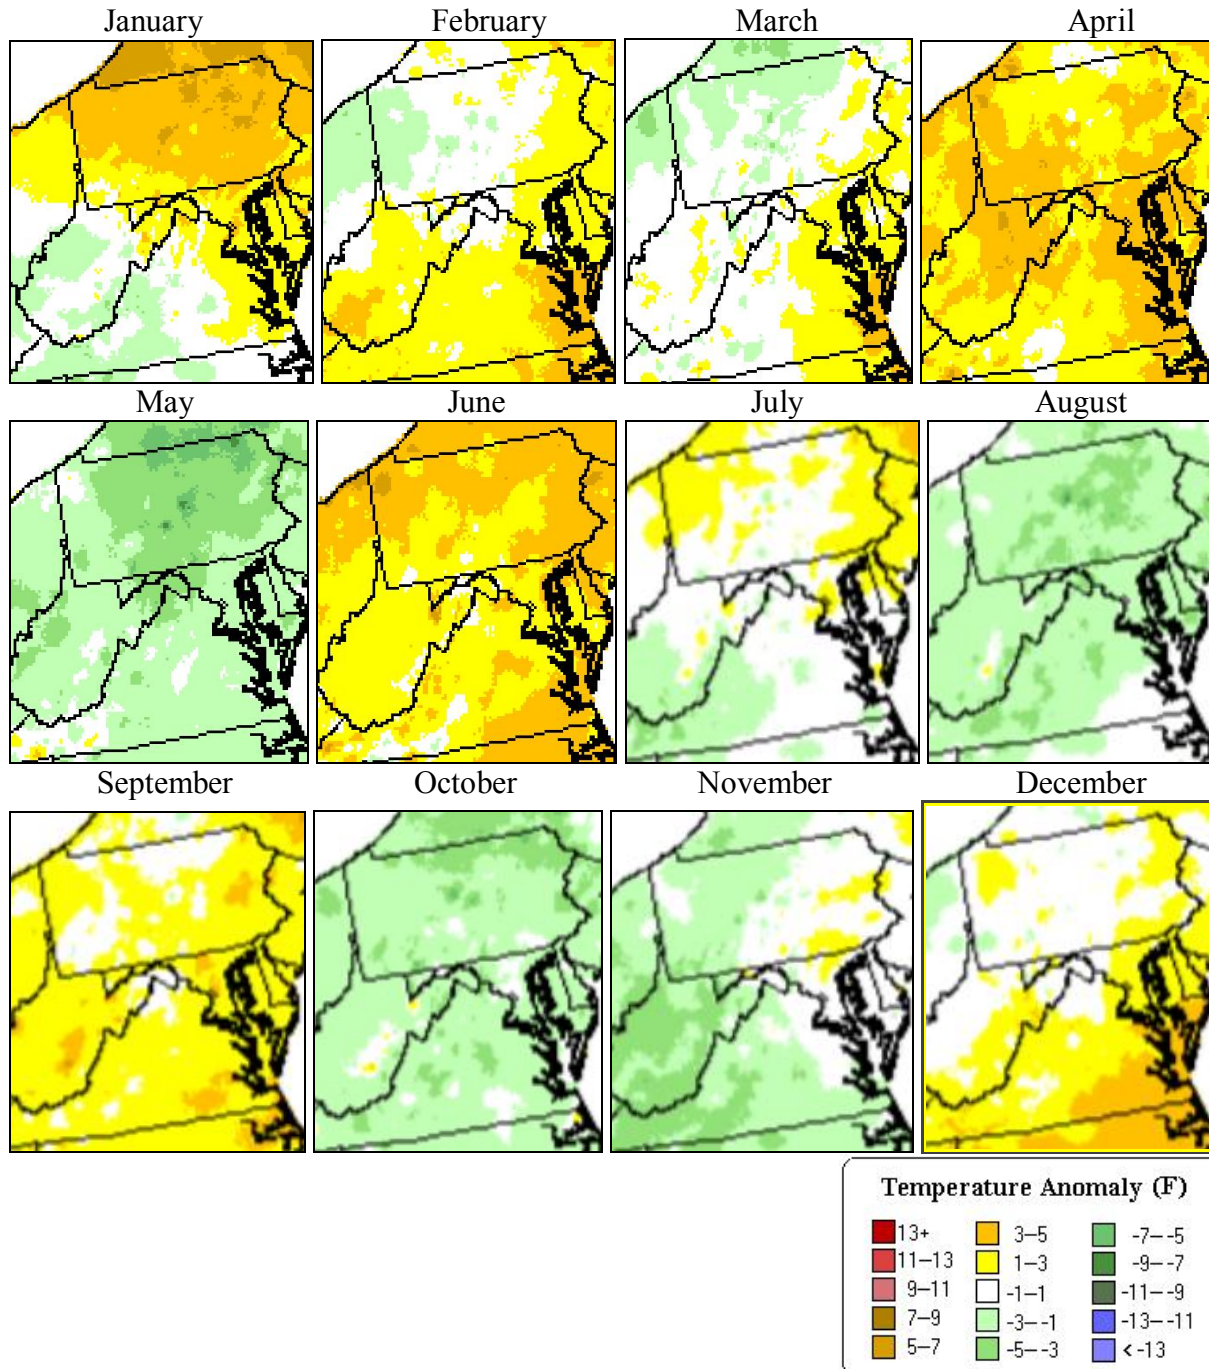 January February March April
May June July August
September October November December
Temperature Anomaly (F)
13+ 3–5 -7--5
11–13 1–3 -9--7
9–11 -1–1 -11--9
7–9 -3--1 -13--11
5–7 -5--3 <-13